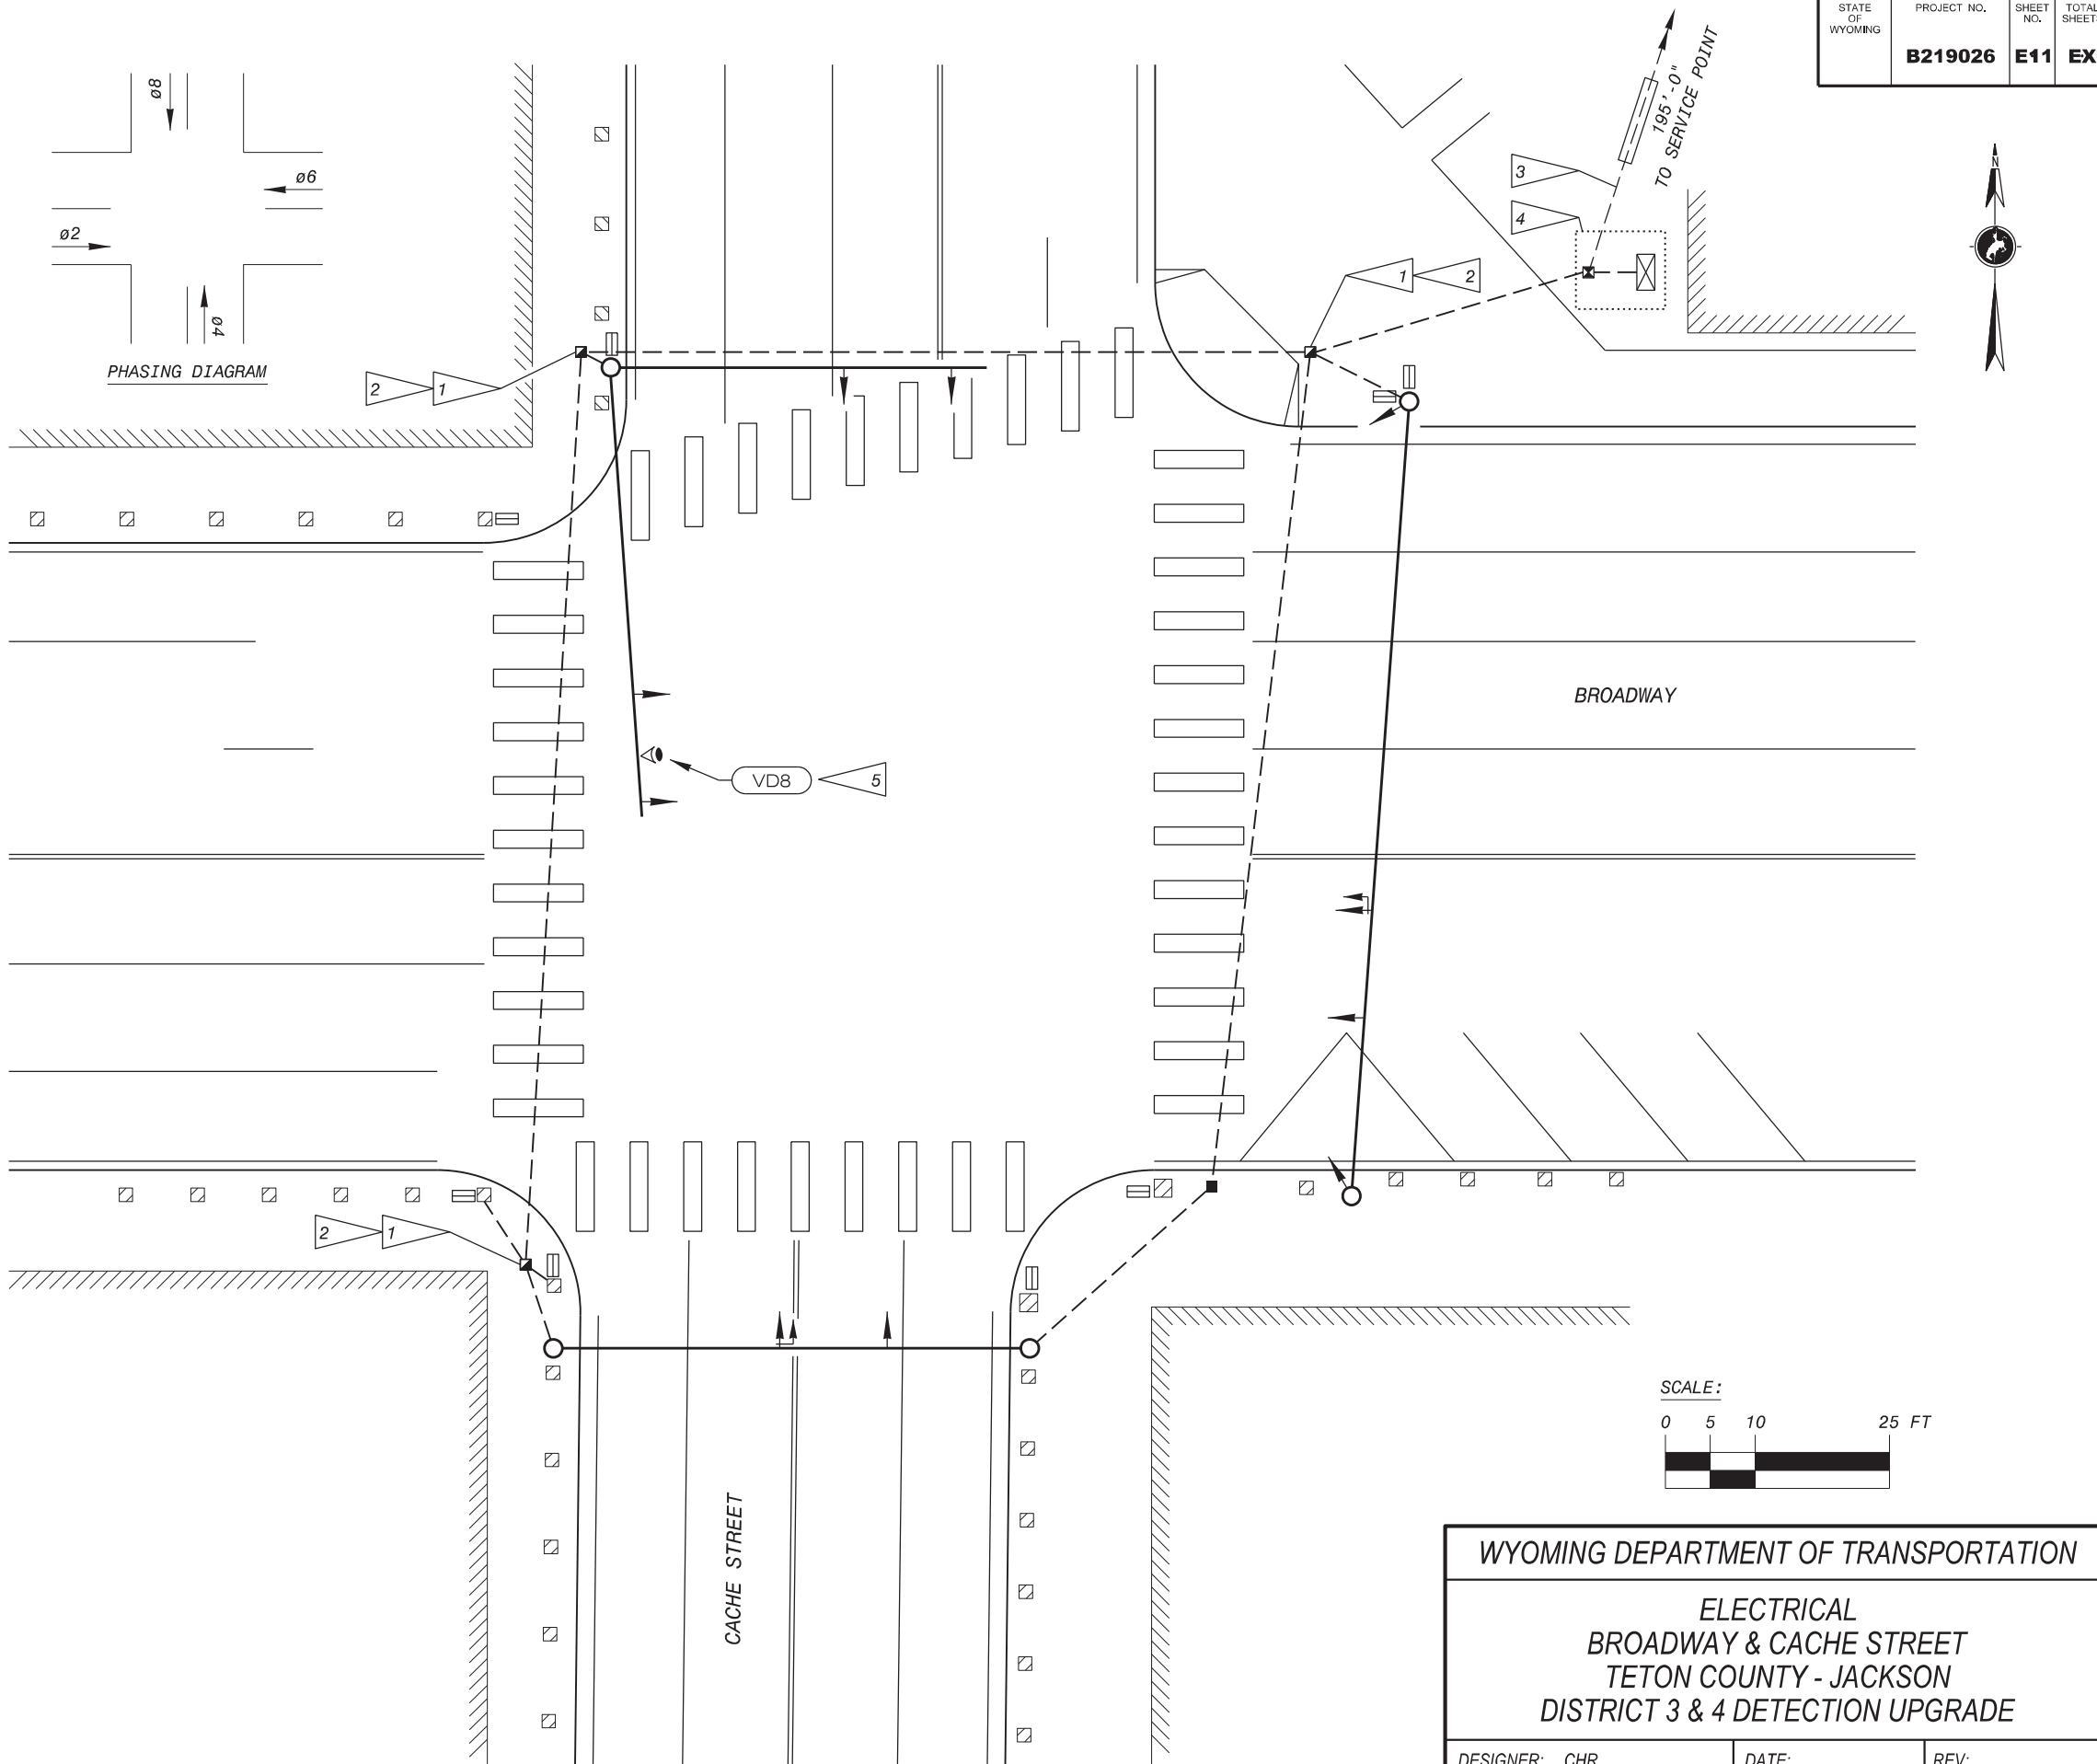 STATE OF WYOMING
PROJECT NO.
SHEET NO.
TOTAL SHEETS
B219026
E11
EX
ø8
ø6
ø2
ø4
PHASING DIAGRAM
195'-0"
TO SERVICE POINT
3
4
N
1
2
2
1
BROADWAY
VD8
5
2
1
CACHE STREET
SCALE:
0 5 10 25 FT
WYOMING DEPARTMENT OF TRANSPORTATION
ELECTRICAL
BROADWAY & CACHE STREET
TETON COUNTY - JACKSON
DISTRICT 3 & 4 DETECTION UPGRADE
DESIGNER: CHR
DATE:
REV: